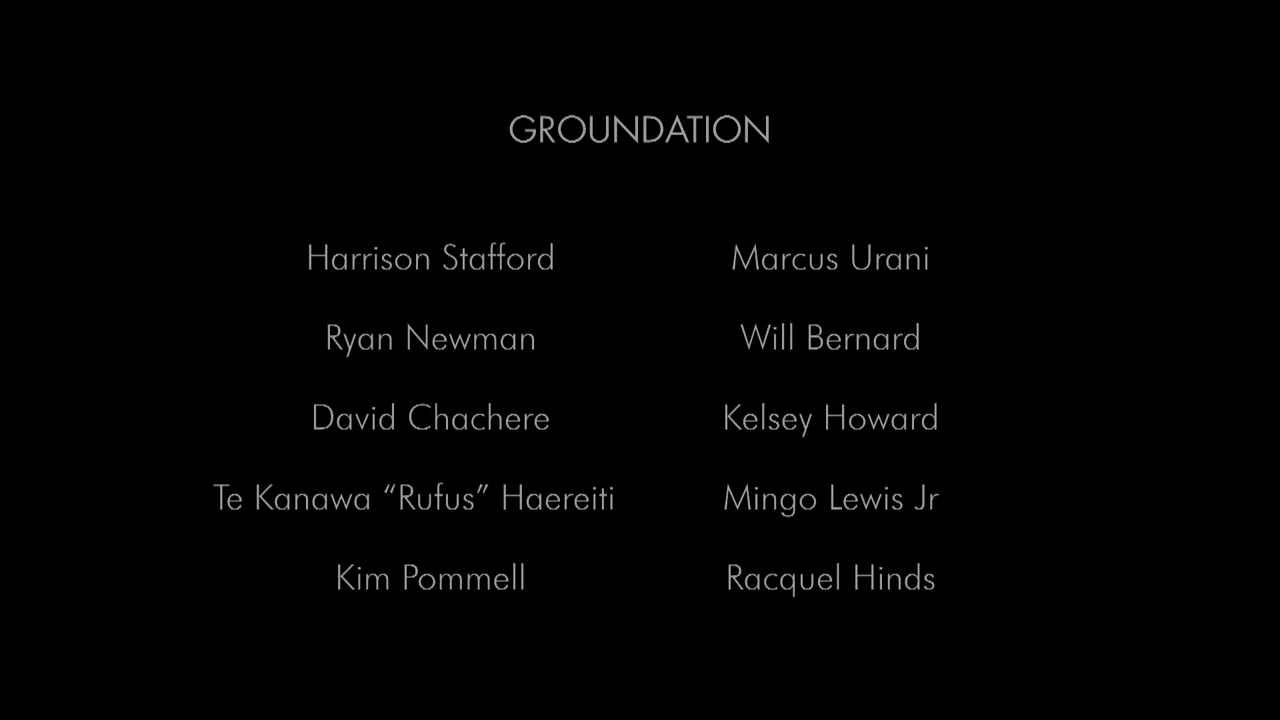 GROUNDATION
Harrison Stafford
Marcus Urani
Ryan Newman
Will Bernard
David Chachere
Kelsey Howard
Te Kanawa “Rufus” Haereiti
Mingo Lewis Jr
Kim Pommell
Racquel Hinds